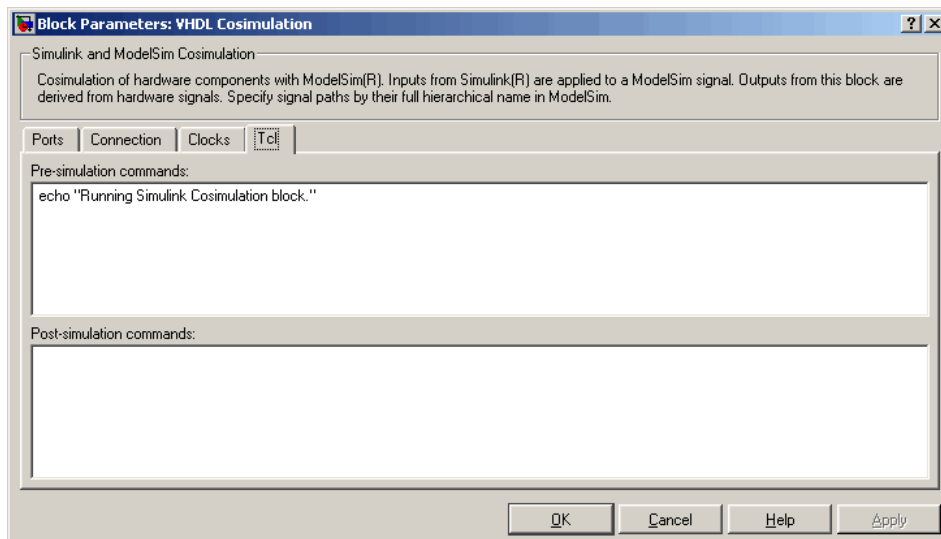 Block Parameters: VHDL Cosimulation
Simulink and ModelSim Cosimulation
Cosimulation of hardware components with ModelSim(R). Inputs from Simulink(R) are applied to a ModelSim signal. Outputs from this block are
derived from hardware signals. Specify signal paths by their full hierarchical name in ModelSim.
Ports Connection Clocks Tcl
Pre-simulation commands:
echo "Running Simulink Cosimulation block."
Post-simulation commands:
OK Cancel Help Apply